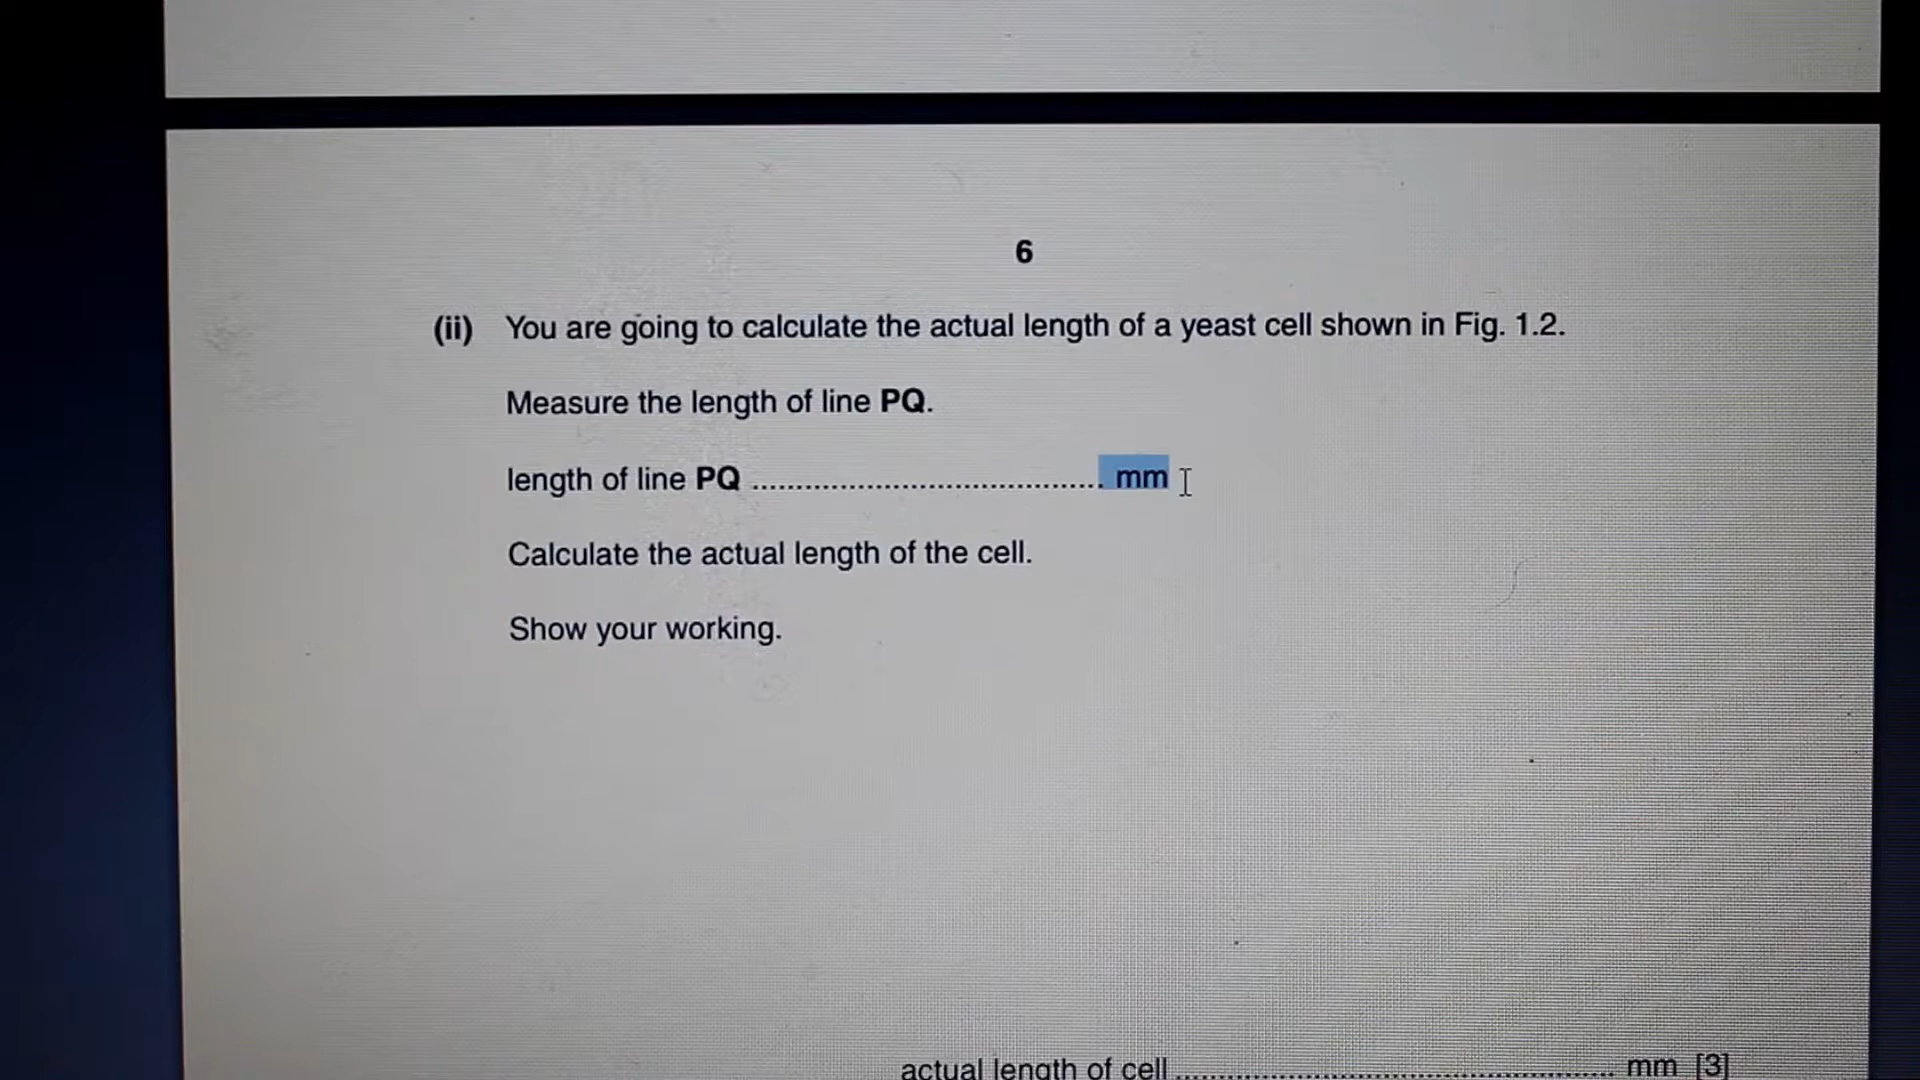 6
(ii) You are going to calculate the actual length of a yeast cell shown in Fig. 1.2.
Measure the length of line PQ.
length of line PQ ........................................ mm
Calculate the actual length of the cell.
Show your working.
actual length of cell .................................................. mm [3]